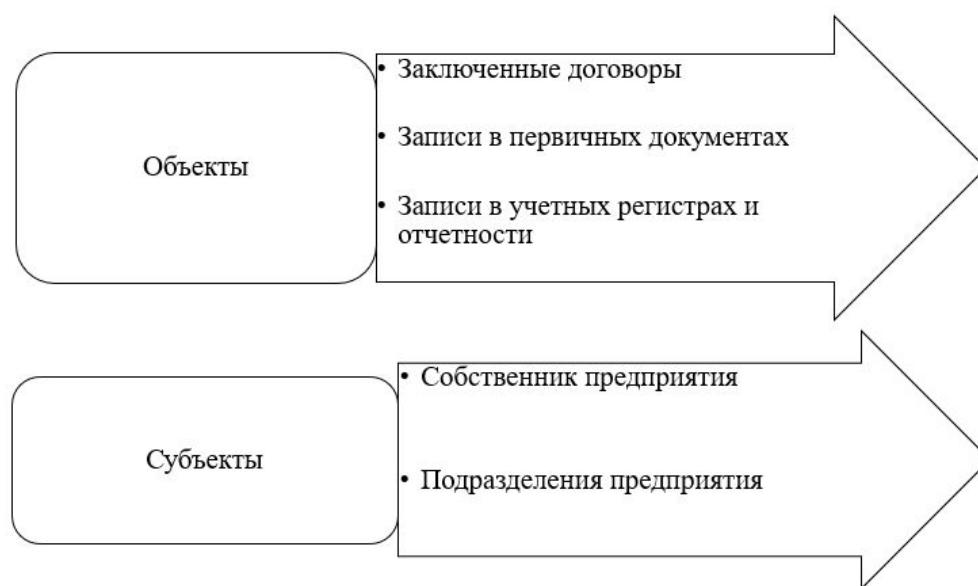 Объекты
• Заключенные договоры
• Записи в первичных документах
• Записи в учетных регистрах и
отчетности
Субъекты
• Собственник предприятия
• Подразделения предприятия